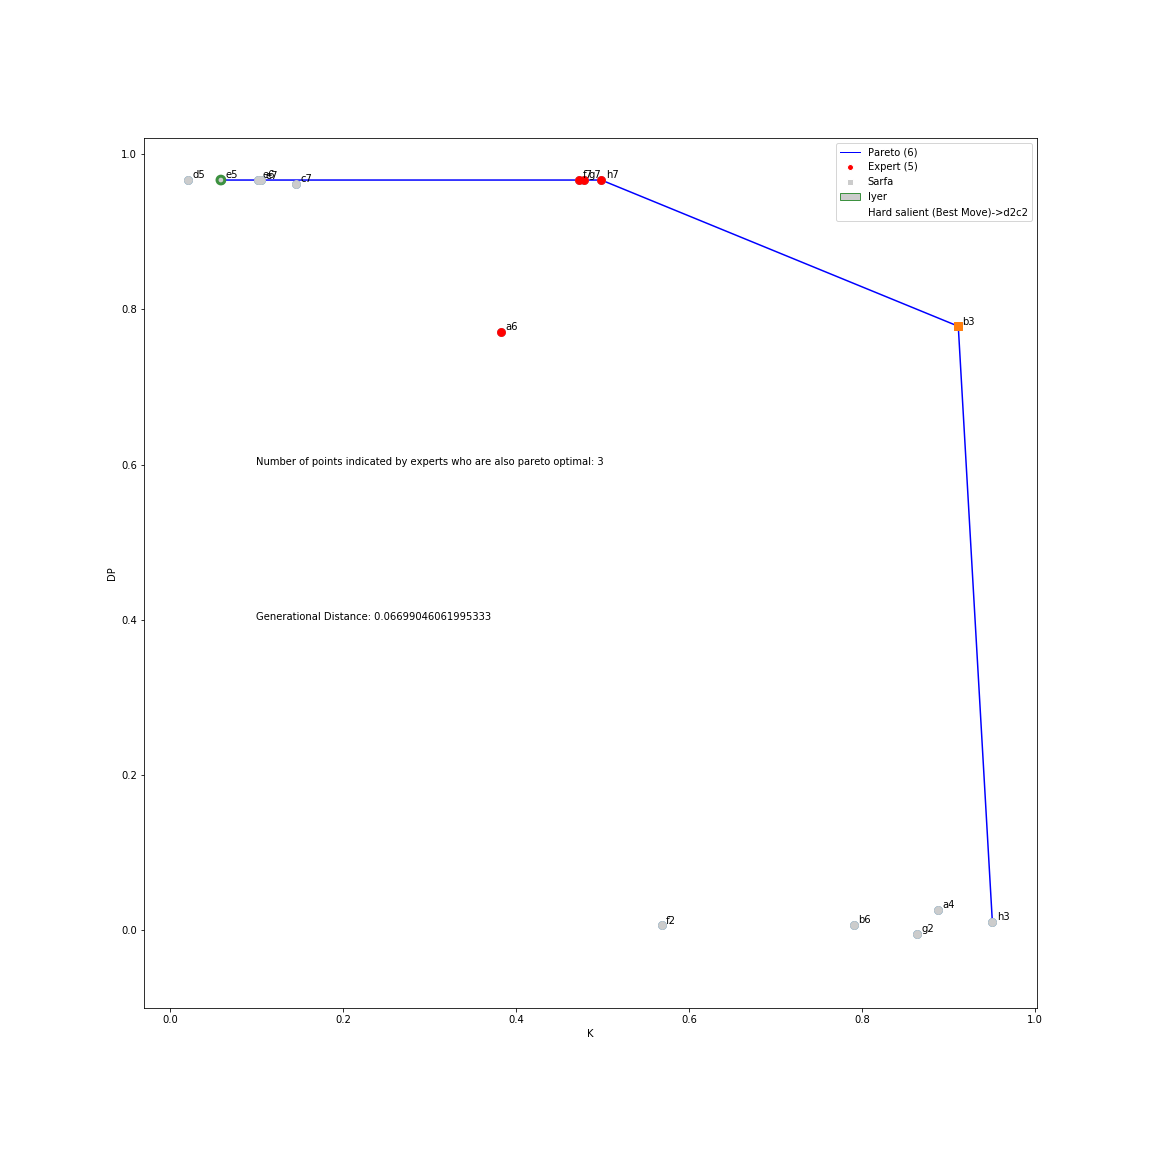 1.0
0.8
0.6
0.4
0.2
0.0
DP
Pareto (6)
Expert (5)
Sarfa
Iyer
Hard salient (Best Move)->d2c2
d5
e5
e6
c7
f7
g7
h7
b3
a6
Number of points indicated by experts who are also pareto optimal: 3
Generational Distance: 0.06699046061995333
f2
b6
a4
g2
h3
0.0 0.2 0.4 0.6 0.8 1.0
K